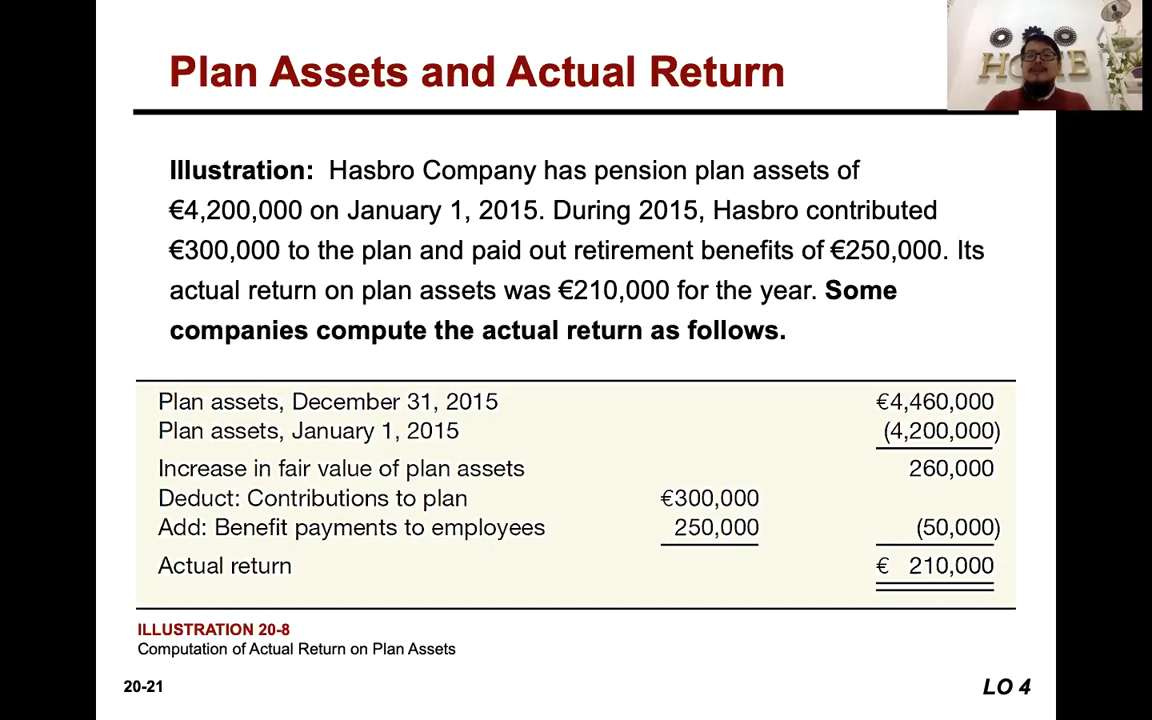 Plan Assets and Actual Return
Illustration: Hasbro Company has pension plan assets of
€4,200,000 on January 1, 2015. During 2015, Hasbro contributed
€300,000 to the plan and paid out retirement benefits of €250,000. Its
actual return on plan assets was €210,000 for the year. Some
companies compute the actual return as follows.
Plan assets, December 31, 2015 €4,460,000
Plan assets, January 1, 2015 (4,200,000)
Increase in fair value of plan assets 260,000
Deduct: Contributions to plan €300,000
Add: Benefit payments to employees 250,000 (50,000)
Actual return € 210,000
ILLUSTRATION 20-8
Computation of Actual Return on Plan Assets
20-21
LO 4